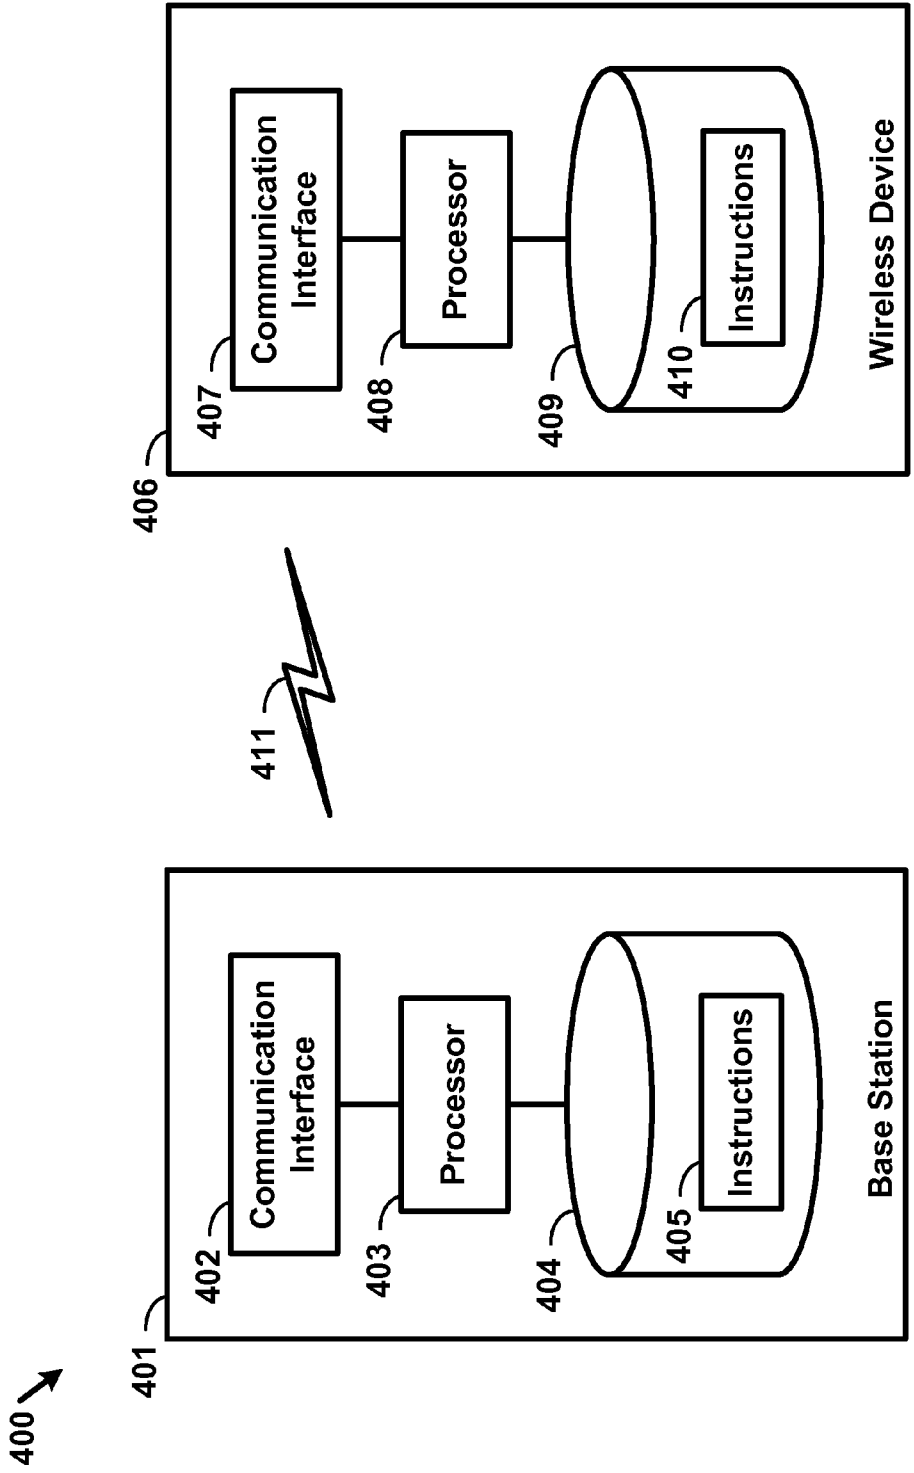 400
401
402
Communication
Interface
403
Processor
404
405
Instructions
Base Station
411
406
407
Communication
Interface
408
Processor
409
410
Instructions
Wireless Device